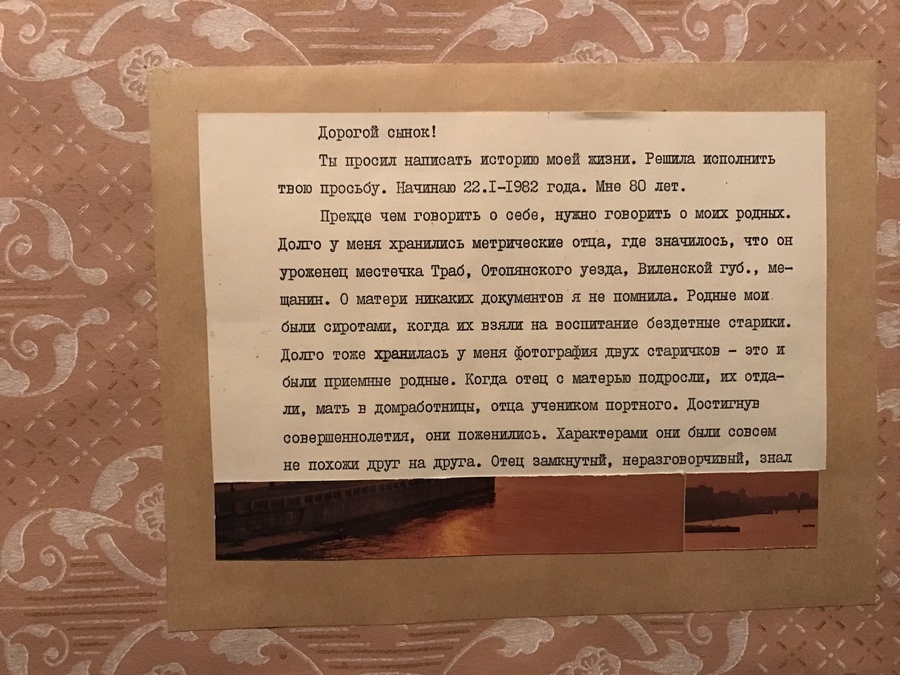 Дорогой сынок!
Ты просил написать историю моей жизни. Решила исполнить
твою просьбу. Начинаю 22.I-I982 года. Мне 80 лет.
Прежде чем говорить о себе, нужно говорить о моих родных.
Долго у меня хранились метрические отца, где значилось, что он
уроженец местечка Траб, Отопянского уезда, Виленской губ., ме-
щанин. О матери никаких документов я не помнила. Родные мои
были сиротами, когда их взяли на воспитание бездетные старики.
Долго тоже хранилась у меня фотография двух старичков - это и
были приемные родные. Когда отец с матерью подросли, их отда-
ли, мать в домработницы, отца учеником портного. Достигнув
совершеннолетия, они поженились. Характерами они были совсем
не похожи друг на друга. Отец замкнутый, неразговорчивый, знал